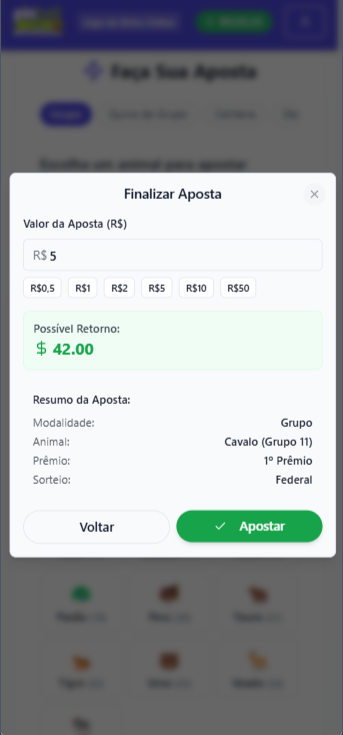 Faça Sua Aposta
Escolha um animal para apostar
Finalizar Aposta
Valor da Aposta (R$)
R$ 5
R$0,5 R$1 R$2 R$5 R$10 R$50
Possível Retorno:
$ 42.00
Resumo da Aposta:
Modalidade: Grupo
Animal: Cavalo (Grupo 11)
Prêmio: 1º Prêmio
Sorteio: Federal
Voltar
Apostar